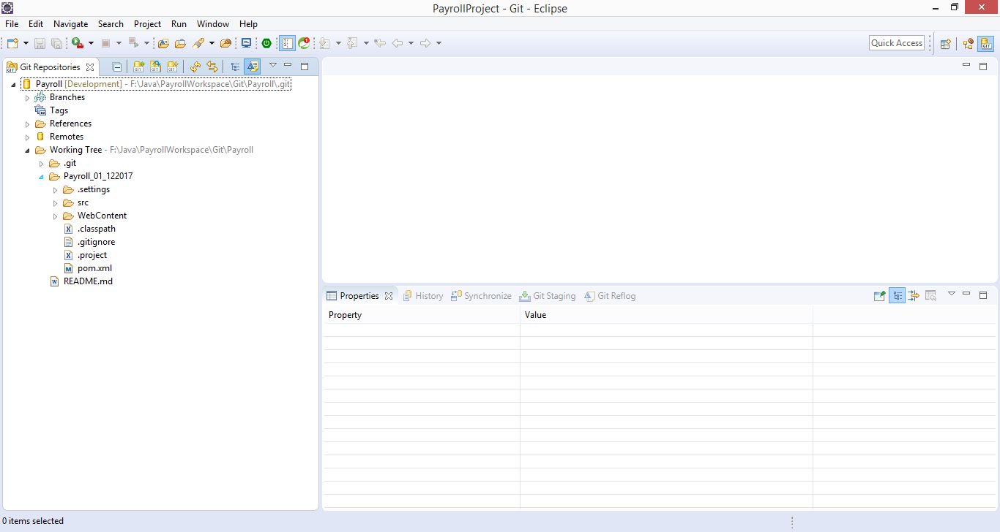 PayrollProject - Git - Eclipse
File Edit Navigate Search Project Run Window Help
Quick Access
Git Repositories
Payroll [Development] - F:\Java\PayrollWorkspace\Git\Payroll\.git
Branches
Tags
References
Remotes
Working Tree - F:\Java\PayrollWorkspace\Git\Payroll
.git
Payroll_01_122017
.settings
src
WebContent
.classpath
.gitignore
.project
pom.xml
README.md
Properties History Synchronize Git Staging Git Reflog
Property Value
0 items selected